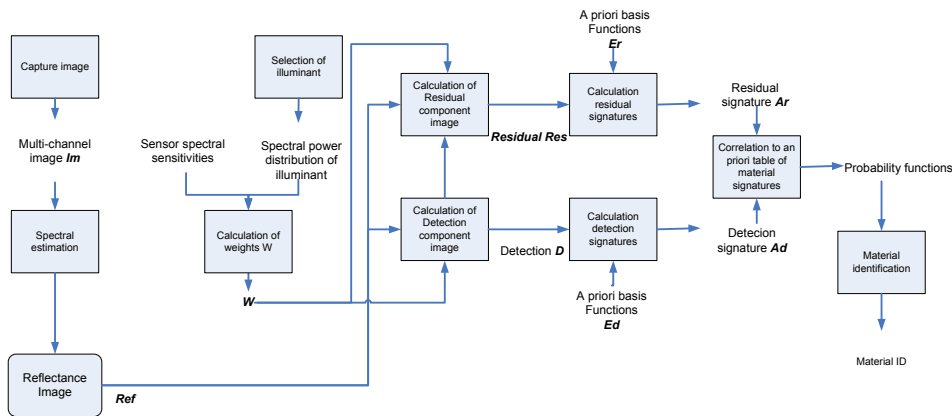 Capture image
Multi-channel
image Im
Spectral
estimation
Reflectance
Image
Ref
Selection of
illuminant
Sensor spectral
sensitivities
Spectral power
distribution of
illuminant
Calculation of
weights W
W
Calculation of
Residual
component
image
Residual Res
Calculation of
Detection
component
image
Detection D
A priori basis
Functions
Er
Calculation
residual
signatures
Calculation
detection
signatures
A priori basis
Functions
Ed
Residual
signature Ar
Correlation to an
priori table of
material
signatures
Detecion
signature Ad
Probability functions
Material
identification
Material ID